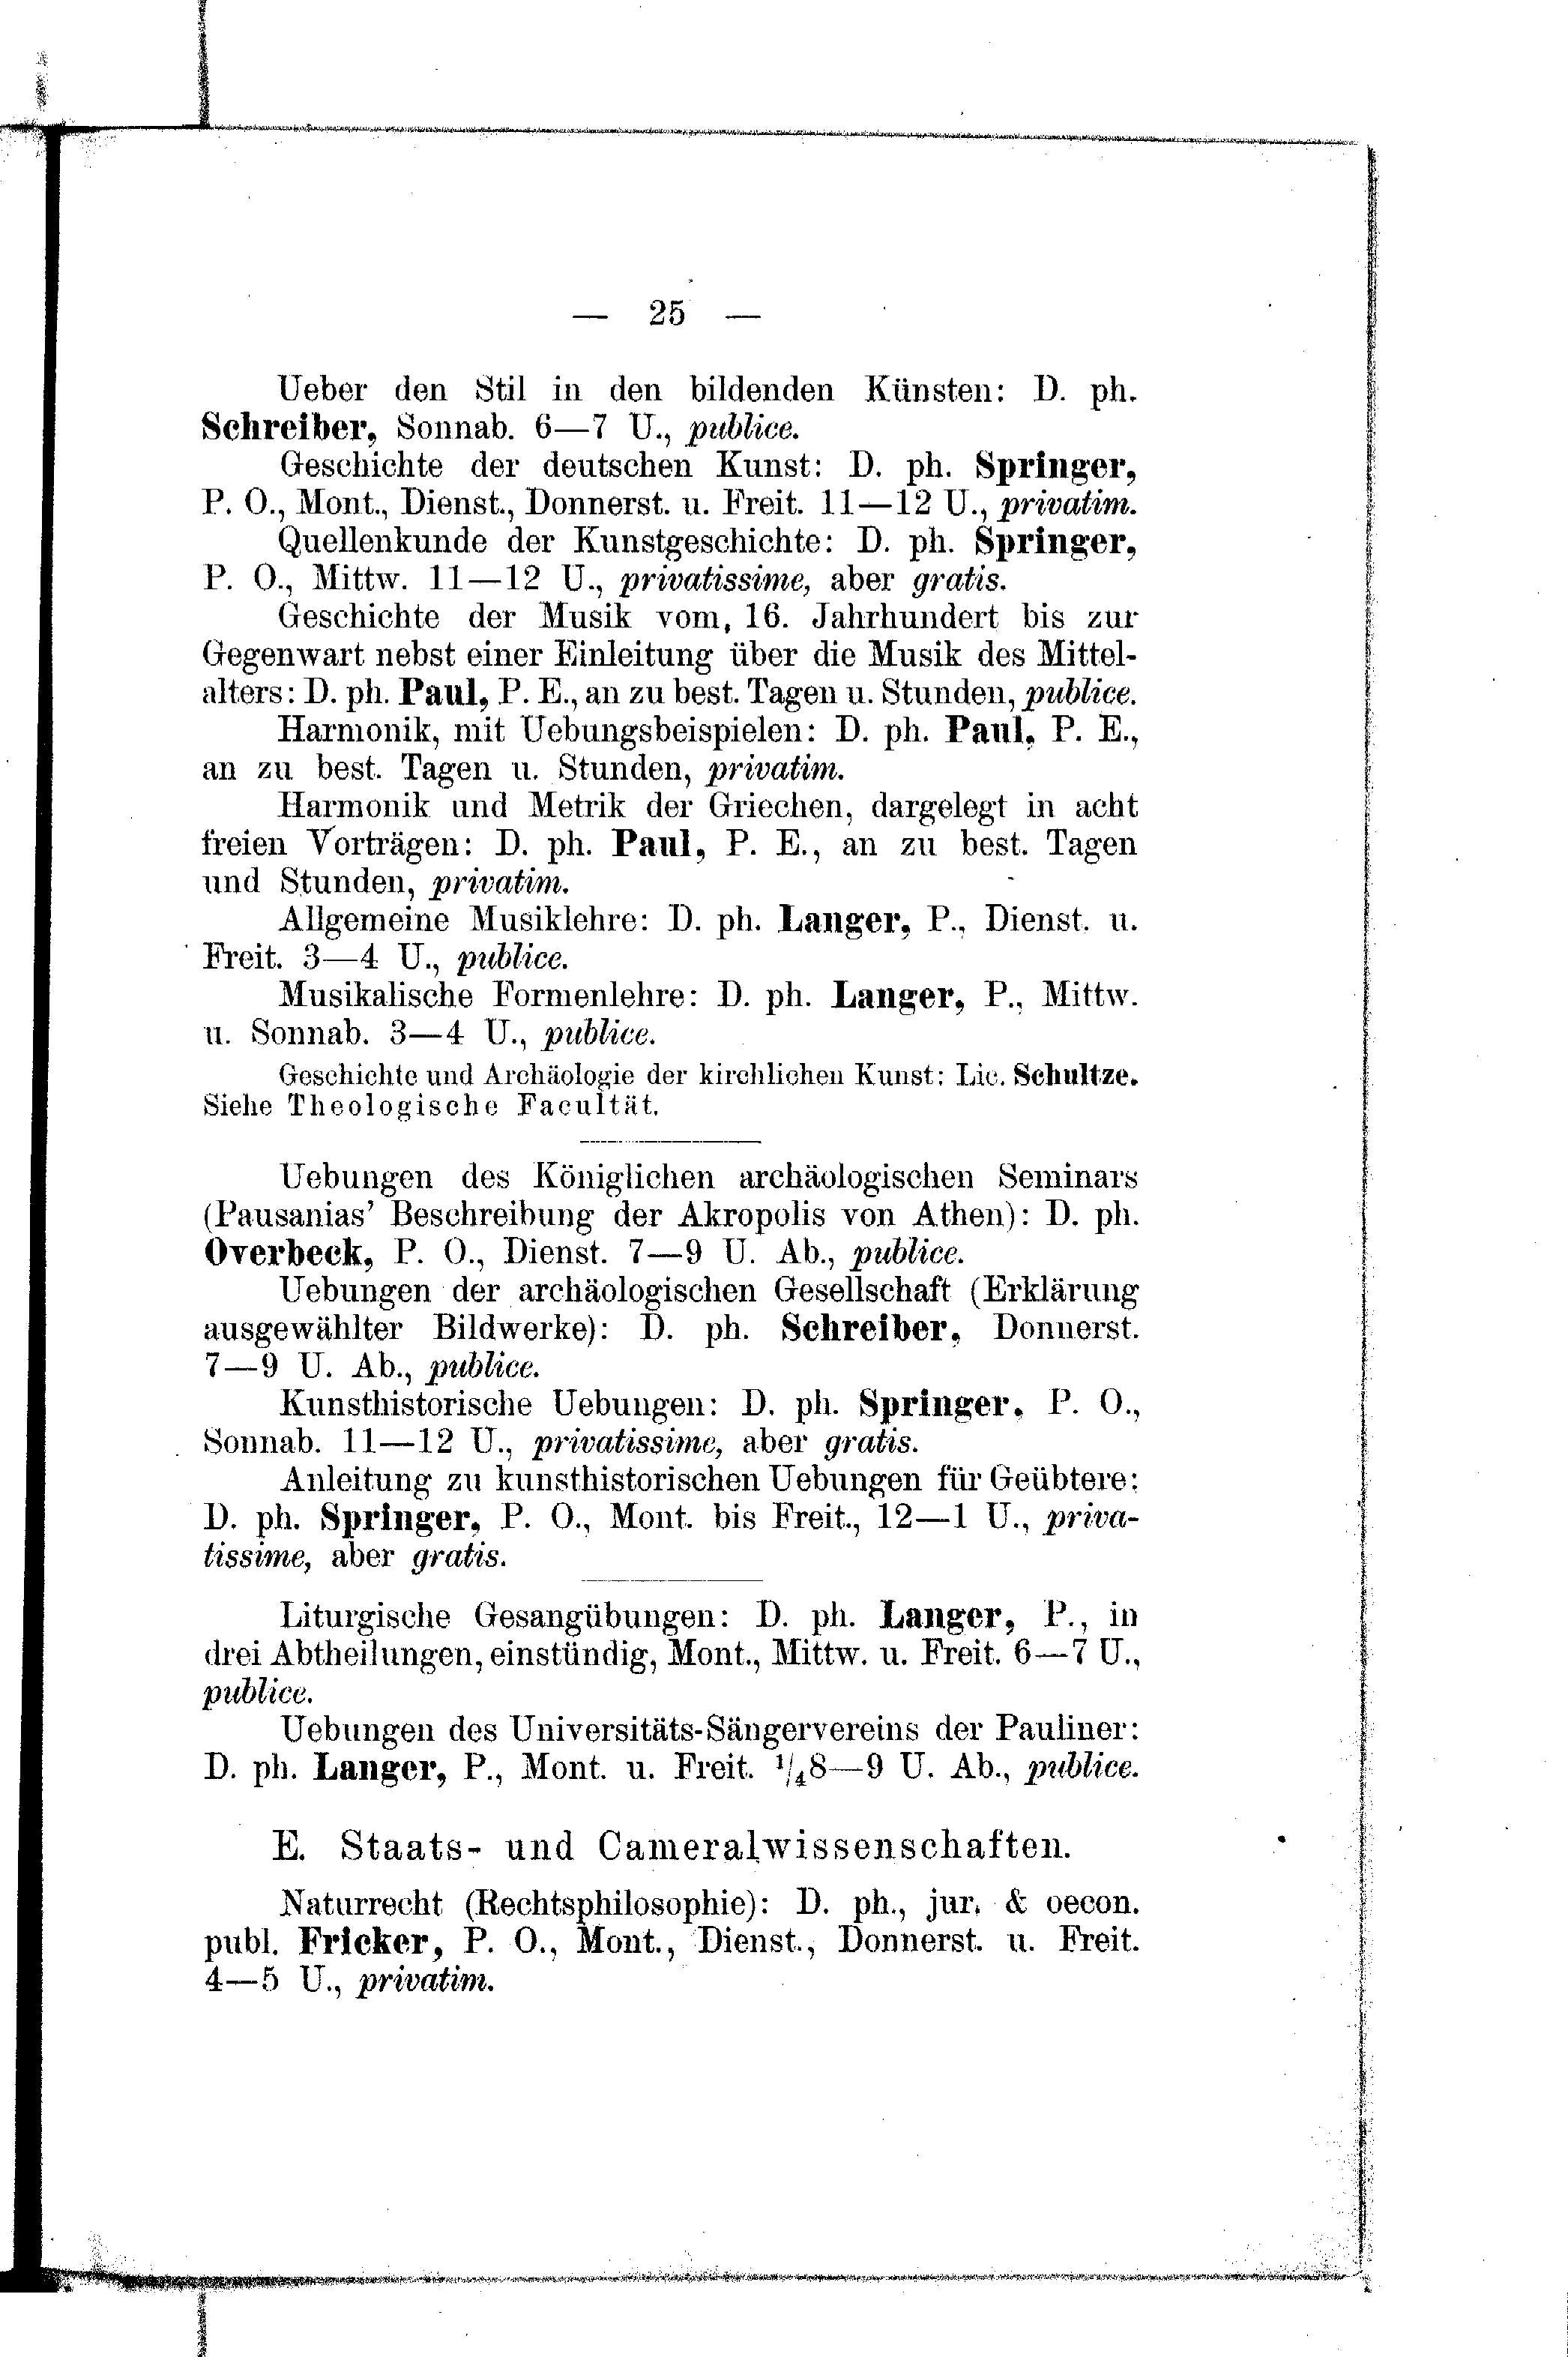 — 25 —
Ueber den Stil in den bildenden Künsten: D. ph.
Schreiber, Sonnab. 6—7 U., publice.
Geschichte der deutschen Kunst: D. ph. Springer,
P. O., Mont., Dienst., Donnerst. u. Freit. 11—12 U., privatim.
Quellenkunde der Kunstgeschichte: D. ph. Springer,
P. O., Mittw. 11—12 U., privatissime, aber gratis.
Geschichte der Musik vom, 16. Jahrhundert bis zur
Gegenwart nebst einer Einleitung über die Musik des Mittel-
alters: D. ph. Paul, P. E., an zu best. Tagen u. Stunden, publice.
Harmonik, mit Uebungsbeispielen: D. ph. Paul, P. E.,
an zu best. Tagen u. Stunden, privatim.
Harmonik und Metrik der Griechen, dargelegt in acht
freien Vorträgen: D. ph. Paul, P. E., an zu best. Tagen
und Stunden, privatim.
Allgemeine Musiklehre: D. ph. Langer, P., Dienst. u.
Freit. 3—4 U., publice.
Musikalische Formenlehre: D. ph. Langer, P., Mittw.
u. Sonnab. 3—4 U., publice.
Geschichte und Archäologie der kirchlichen Kunst: Lic. Schultze.
Siehe Theologische Facultät.
Uebungen des Königlichen archäologischen Seminars
(Pausanias’ Beschreibung der Akropolis von Athen): D. ph.
Overbeck, P. O., Dienst. 7—9 U. Ab., publice.
Uebungen der archäologischen Gesellschaft (Erklärung
ausgewählter Bildwerke): D. ph. Schreiber, Donnerst.
7—9 U. Ab., publice.
Kunsthistorische Uebungen: D. ph. Springer, P. O.,
Sonnab. 11—12 U., privatissime, aber gratis.
Anleitung zu kunsthistorischen Uebungen für Geübtere:
D. ph. Springer, P. O., Mont. bis Freit., 12—1 U., priva-
tissime, aber gratis.
Liturgische Gesangübungen: D. ph. Langer, P., in
drei Abtheilungen, einstündig, Mont., Mittw. u. Freit. 6—7 U.,
publice.
Uebungen des Universitäts-Sängervereins der Pauliner:
D. ph. Langer, P., Mont. u. Freit. 1/48—9 U. Ab., publice.
E. Staats- und Cameralwissenschaften.
Naturrecht (Rechtsphilosophie): D. ph., jur. & oecon.
publ. Fricker, P. O., Mont., Dienst., Donnerst. u. Freit.
4—5 U., privatim.